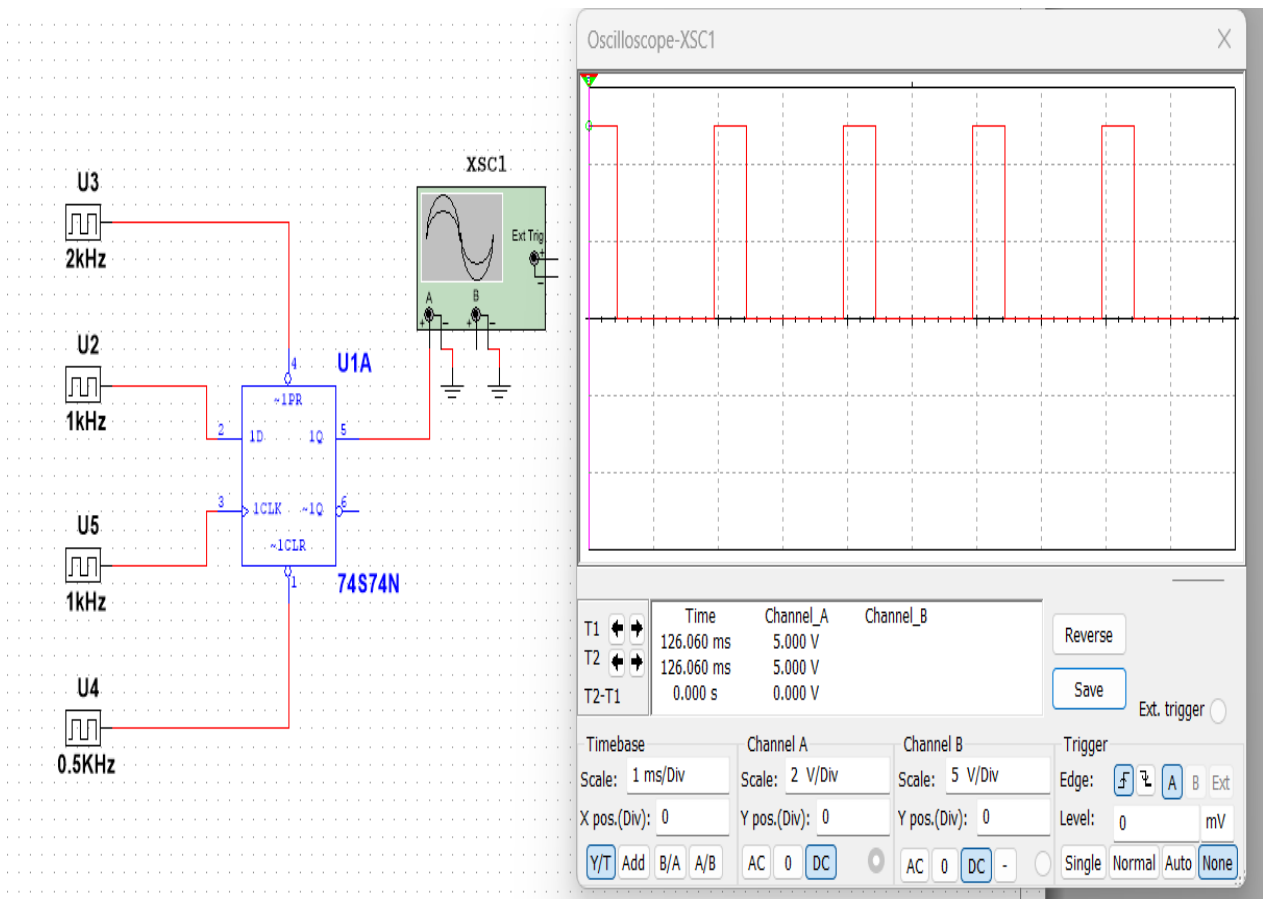 U3
2kHz
U2
1kHz
U5
1kHz
U4
0.5KHz
XSC1
Ext Trig
+
−
A B
+ − + −
U1A
4
~1PR
2 1D 1Q 5
3 1CLK ~1Q 6
~1CLR
1
74S74N
Oscilloscope-XSC1 X
Time Channel_A Channel_B
T1 126.060 ms 5.000 V
T2 126.060 ms 5.000 V
T2-T1 0.000 s 0.000 V
Reverse
Save
Ext. trigger
Timebase
Scale: 1 ms/Div
X pos.(Div): 0
Y/T Add B/A A/B
Channel A
Scale: 2 V/Div
Y pos.(Div): 0
AC 0 DC
Channel B
Scale: 5 V/Div
Y pos.(Div): 0
AC 0 DC -
Trigger
Edge: A B Ext
Level: 0 mV
Single Normal Auto None